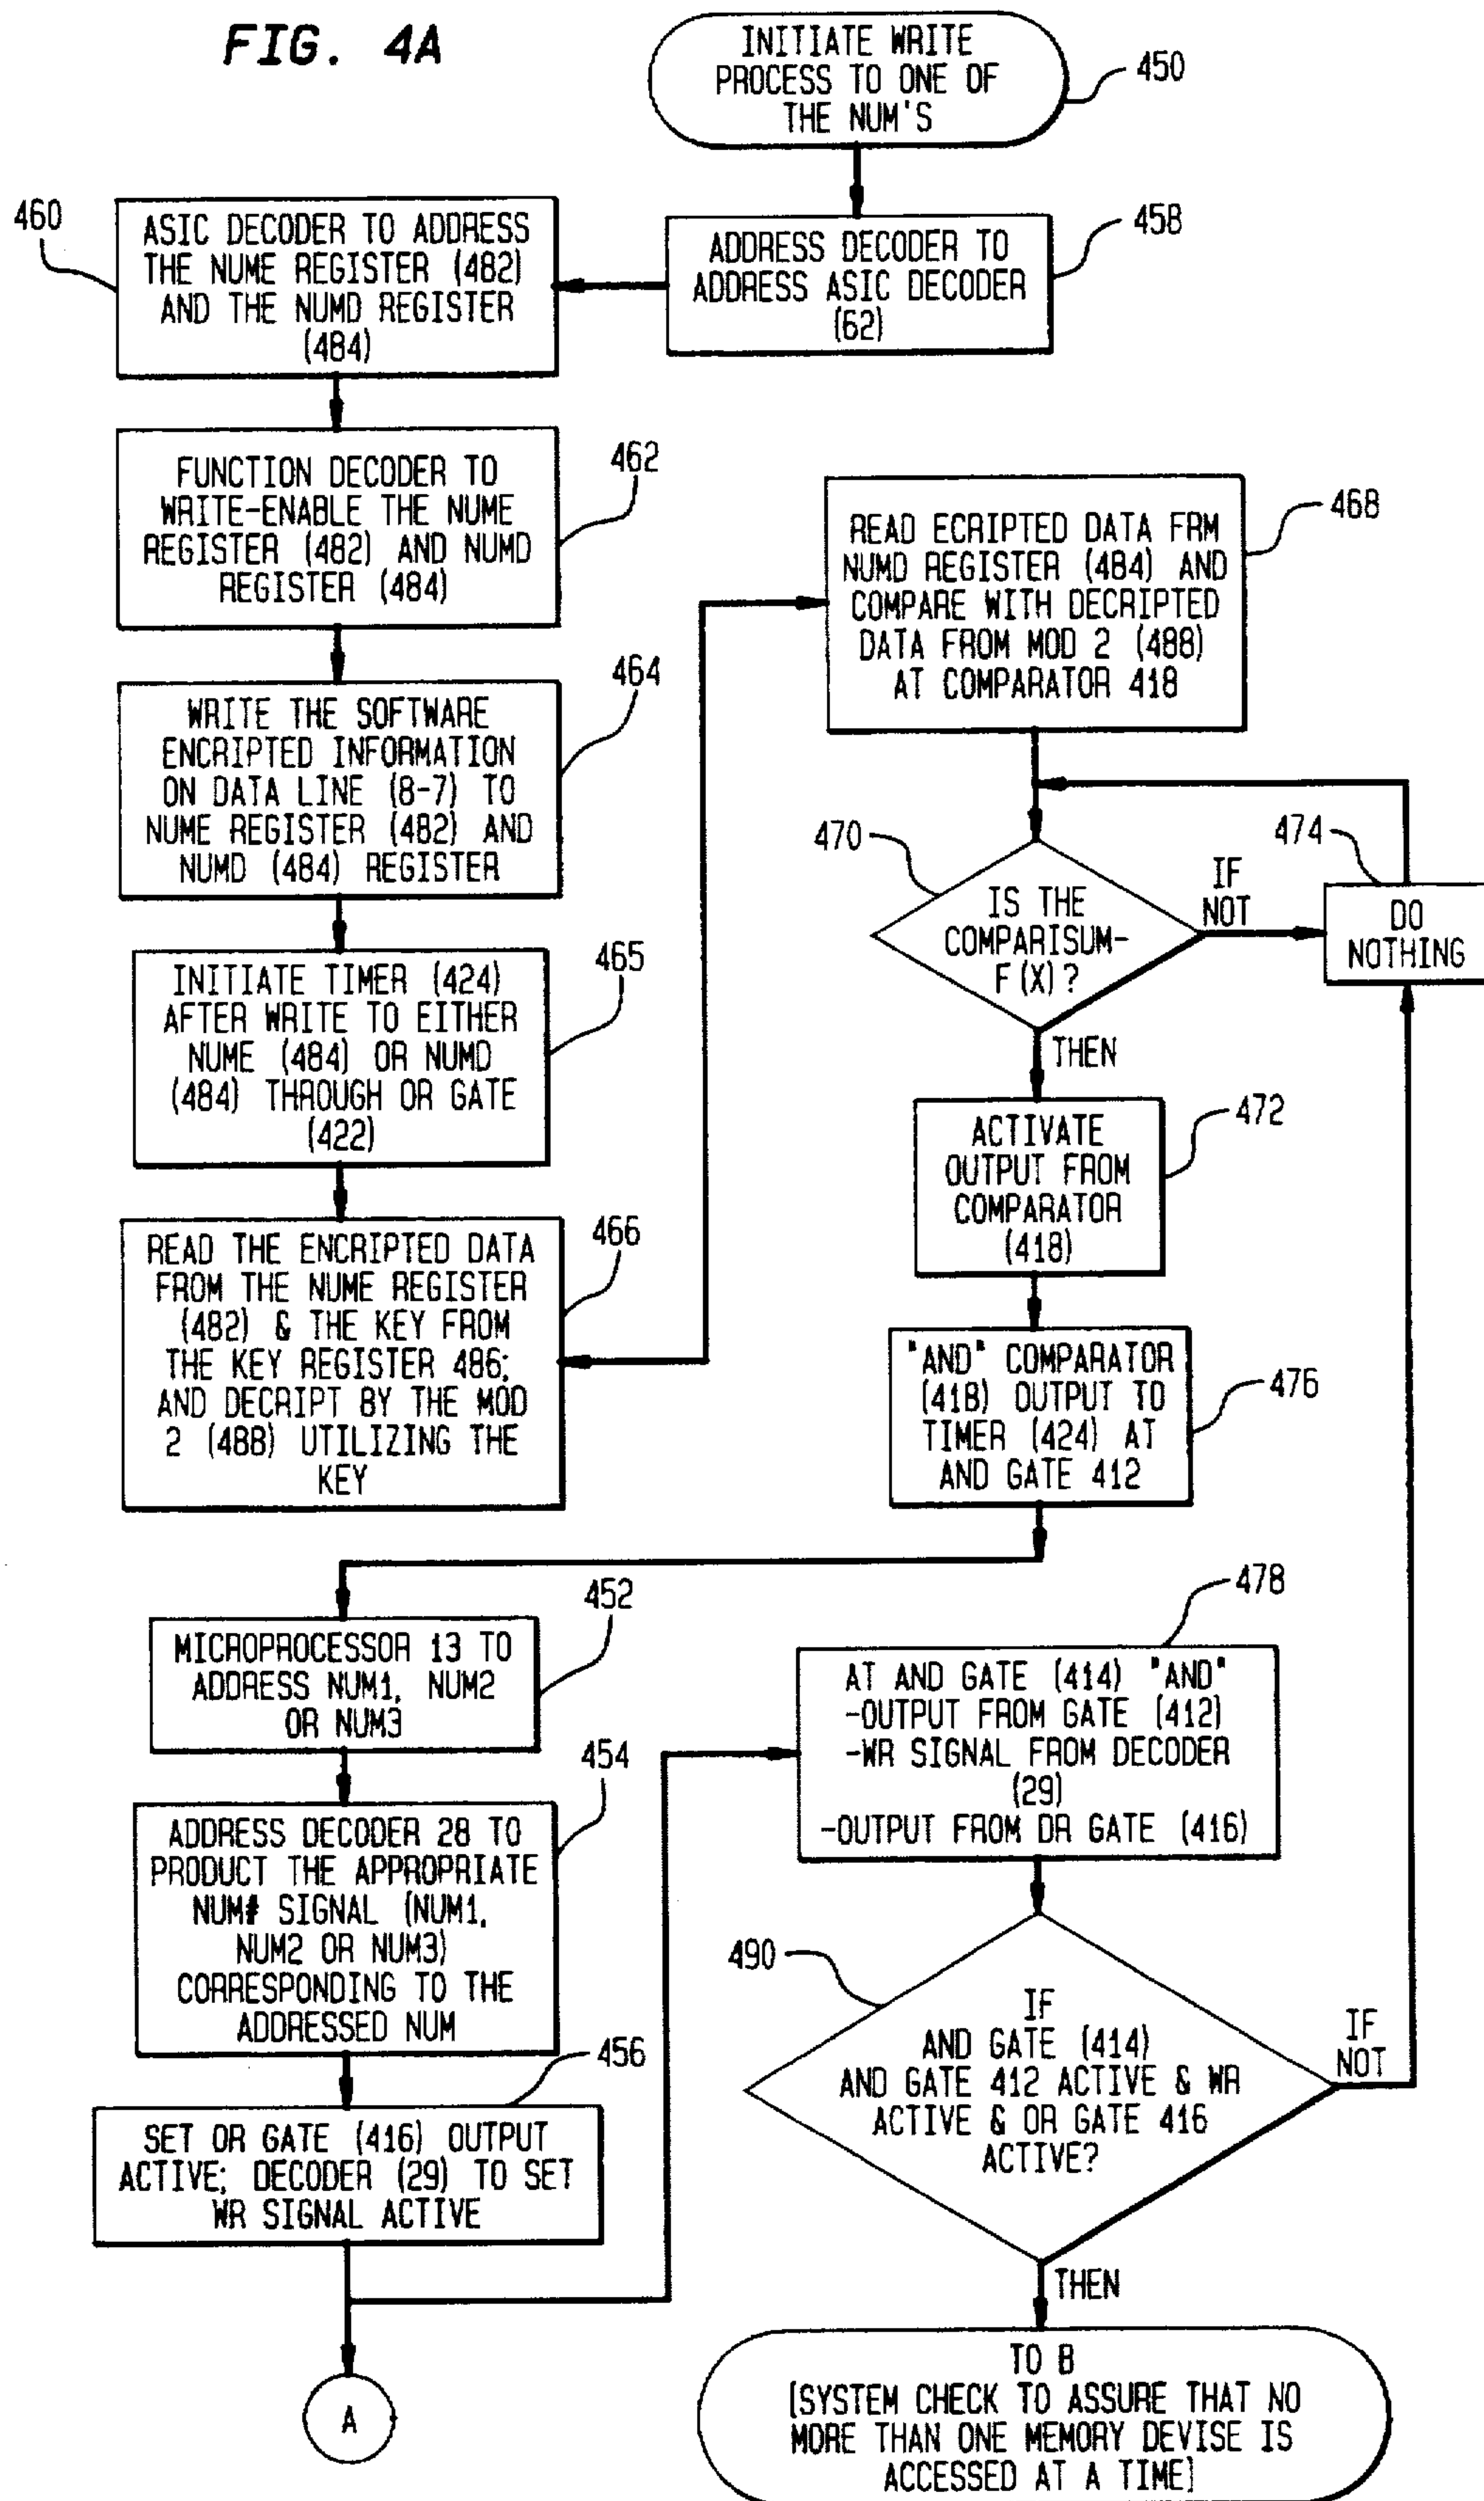 FIG. 4A
INITIATE WRITE
PROCESS TO ONE OF
THE NUM'S
450
ADDRESS DECODER TO
ADDRESS ASIC DECODER
(62)
458
460
ASIC DECODER TO ADDRESS
THE NUME REGISTER (482)
AND THE NUMD REGISTER
(484)
FUNCTION DECODER TO
WRITE-ENABLE THE NUME
REGISTER (482) AND NUMD
REGISTER (484)
462
WRITE THE SOFTWARE
ENCRIPTED INFORMATION
ON DATA LINE (8-7) TO
NUME REGISTER (482) AND
NUMD (484) REGISTER
464
INITIATE TIMER (424)
AFTER WRITE TO EITHER
NUME (484) OR NUMD
(484) THROUGH OR GATE
(422)
465
READ THE ENCRIPTED DATA
FROM THE NUME REGISTER
(482) & THE KEY FROM
THE KEY REGISTER 486;
AND DECRIPT BY THE MOD
2 (488) UTILIZING THE
KEY
466
READ ECRIPTED DATA FRM
NUMD REGISTER (484) AND
COMPARE WITH DECRIPTED
DATA FROM MOD 2 (488)
AT COMPARATOR 418
468
470
IS THE
COMPARISUM-
F(X)?
IF
NOT
474
DO
NOTHING
THEN
ACTIVATE
OUTPUT FROM
COMPARATOR
(418)
472
"AND" COMPARATOR
(418) OUTPUT TO
TIMER (424) AT
AND GATE 412
476
MICROPROCESSOR 13 TO
ADDRESS NUM1, NUM2
OR NUM3
452
ADDRESS DECODER 28 TO
PRODUCT THE APPROPRIATE
NUM# SIGNAL (NUM1,
NUM2 OR NUM3)
CORRESPONDING TO THE
ADDRESSED NUM
454
SET OR GATE (416) OUTPUT
ACTIVE; DECODER (29) TO SET
WR SIGNAL ACTIVE
456
A
AT AND GATE (414) "AND"
-OUTPUT FROM GATE (412)
-WR SIGNAL FROM DECODER
(29)
-OUTPUT FROM OR GATE (416)
478
490
IF
AND GATE (414)
AND GATE 412 ACTIVE & WR
ACTIVE & OR GATE 416
ACTIVE?
IF
NOT
THEN
TO B
[SYSTEM CHECK TO ASSURE THAT NO
MORE THAN ONE MEMORY DEVISE IS
ACCESSED AT A TIME]